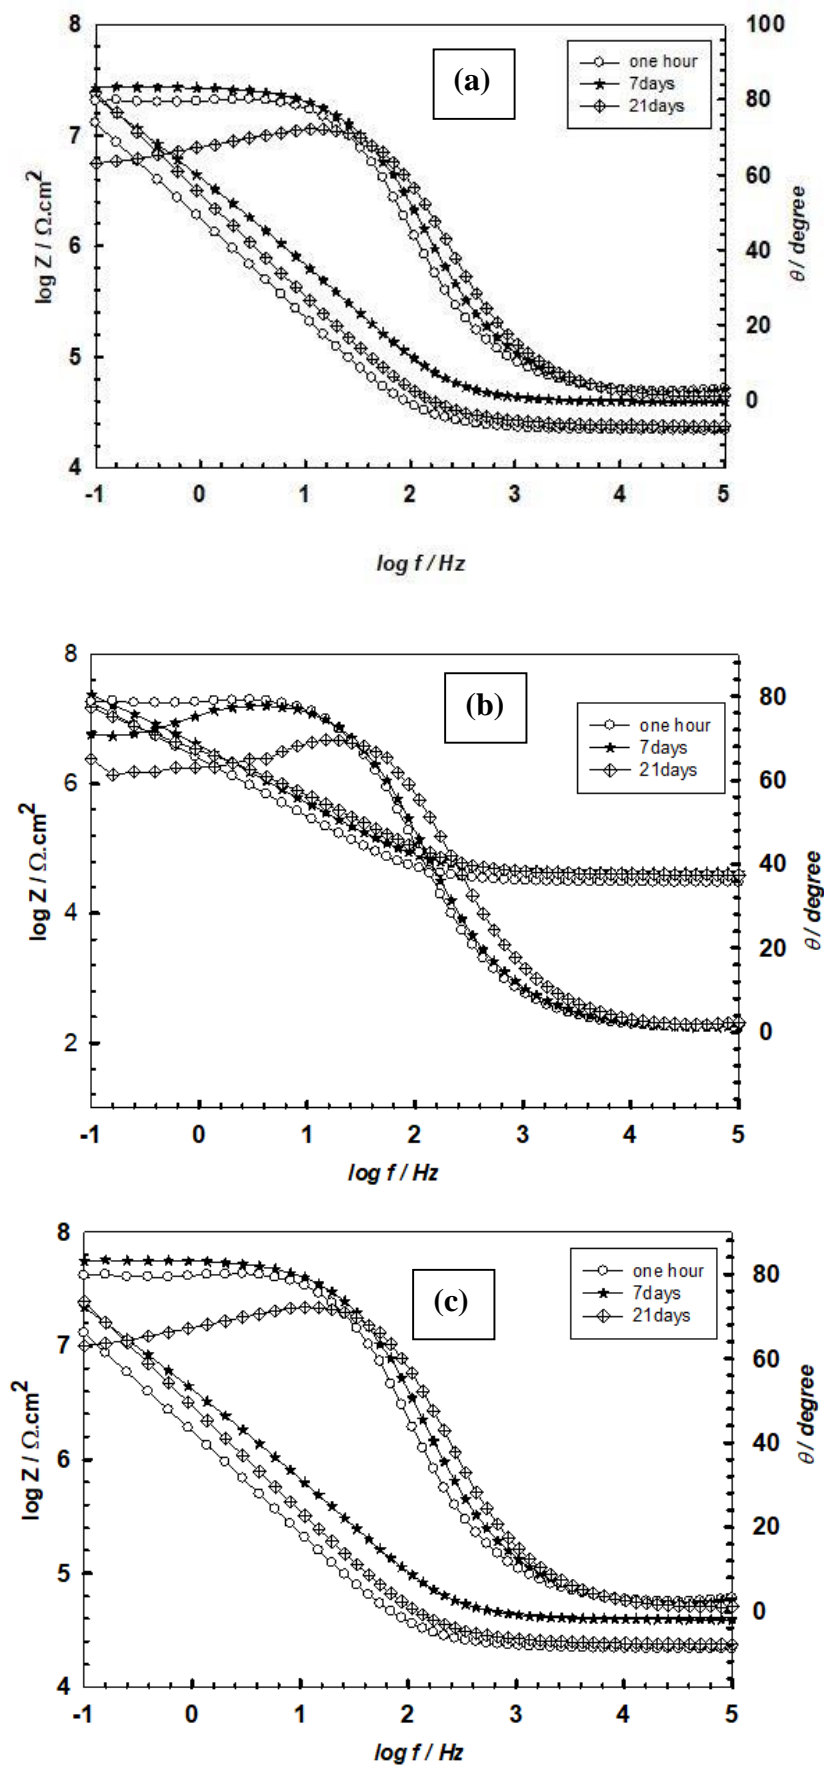 (a)
one hour
7days
21days
8
7
6
5
4
log Z / Ω.cm2
100
80
60
40
20
0
θ / degree
-1 0 1 2 3 4 5
log f / Hz
(b)
one hour
7days
21days
8
6
4
2
log Z / Ω.cm2
80
60
40
20
0
θ / degree
-1 0 1 2 3 4 5
log f / Hz
(c)
one hour
7days
21days
8
7
6
5
4
log Z / Ω.cm2
80
60
40
20
0
θ / degree
-1 0 1 2 3 4 5
log f / Hz